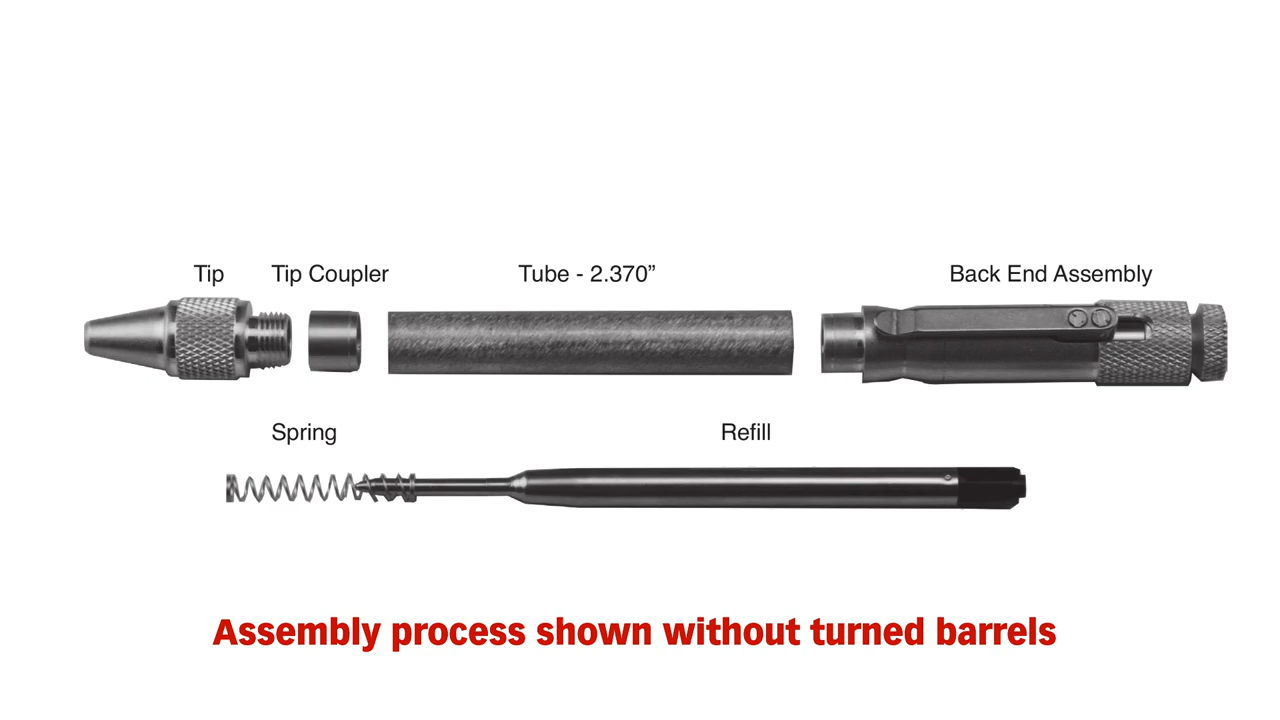 Tip
Tip Coupler
Tube - 2.370”
Back End Assembly
Spring
Refill
Assembly process shown without turned barrels